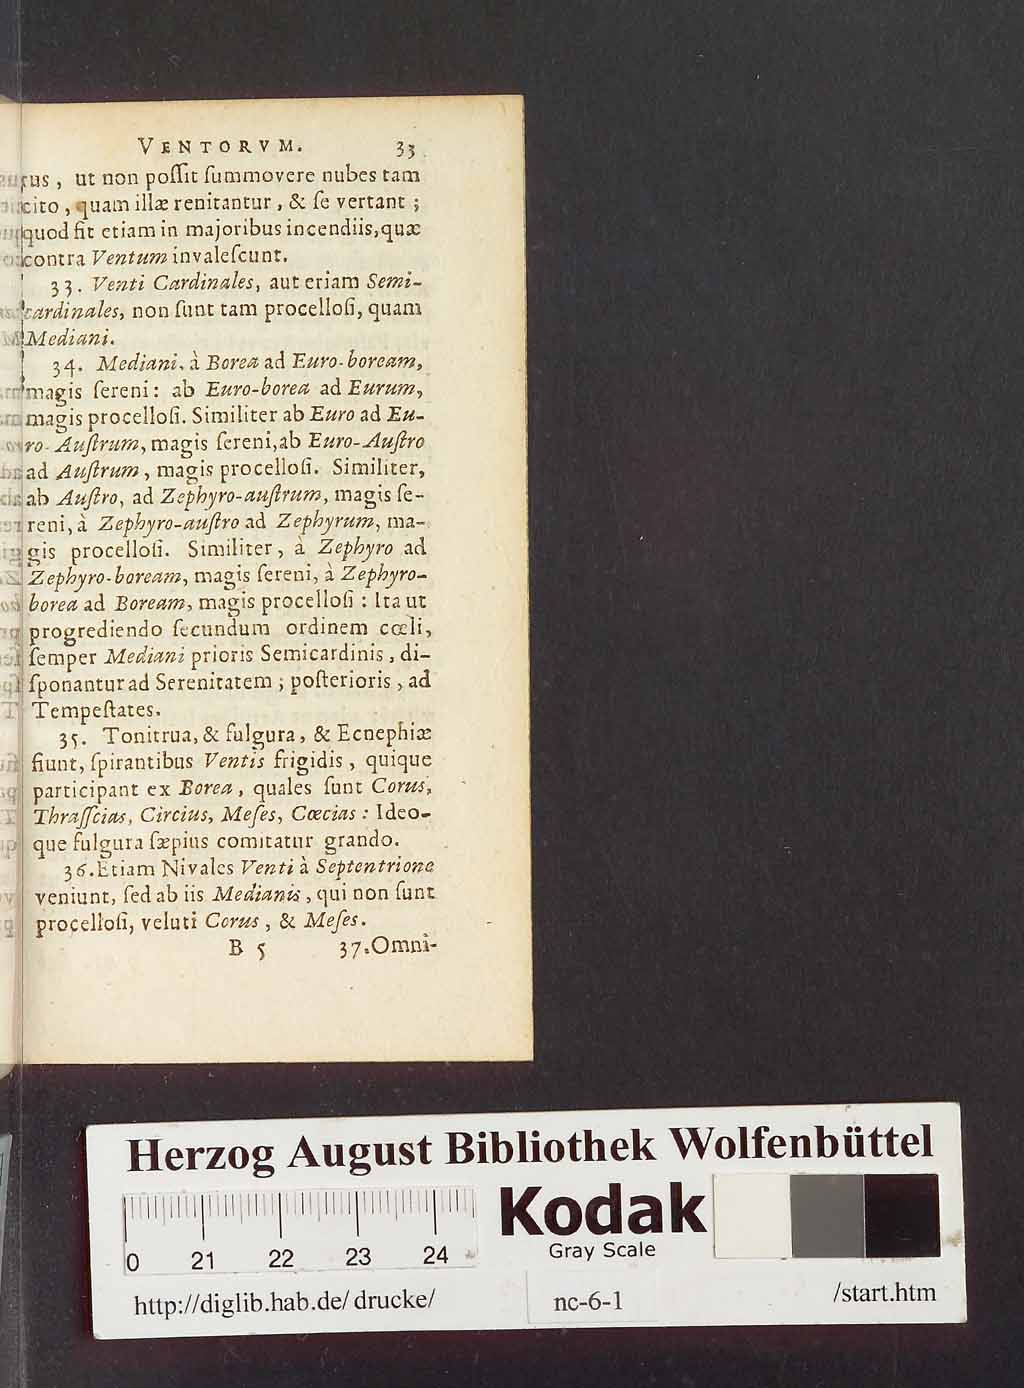 VENTORVM. 33
rus, ut non poſſit ſummovere nubes tam
cito, quam illæ renitantur, & ſe vertant;
quod fit etiam in majoribus incendiis, quæ
contra Ventum invaleſcunt.
33. Venti Cardinales, aut etiam Semi-
cardinales, non ſunt tam procelloſi, quam
Mediani.
34. Mediani, à Borea ad Euro-boream,
magis ſereni: ab Euro-borea ad Eurum,
magis procelloſi. Similiter ab Euro ad Eu-
ro-Auſtrum, magis ſereni, ab Euro-Auſtro
ad Auſtrum, magis procelloſi. Similiter,
ab Auſtro, ad Zephyro-auſtrum, magis ſe-
reni, à Zephyro-auſtro ad Zephyrum, ma-
gis procelloſi. Similiter, à Zephyro ad
Zephyro-boream, magis ſereni, à Zephyro-
borea ad Boream, magis procelloſi: Ita ut
progrediendo ſecundum ordinem cœli,
ſemper Mediani prioris Semicardinis, di-
ſponantur ad Serenitatem; poſterioris, ad
Tempeſtates.
35. Tonitrua, & fulgura, & Ecnephiæ
fiunt, ſpirantibus Ventis frigidis, quique
participant ex Borea, quales ſunt Corus,
Thraſſcias, Circius, Meſes, Cœcias: Ideo-
que fulgura ſæpius comitatur grando.
36. Etiam Nivales Venti à Septentrione
veniunt, ſed ab iis Medianis, qui non ſunt
procelloſi, veluti Corus, & Meſes.
B 5 37. Omni-
Herzog August Bibliothek Wolfenbüttel
Kodak
Gray Scale
0 21 22 23 24
http://diglib.hab.de/drucke/ nc-6-1 /start.htm